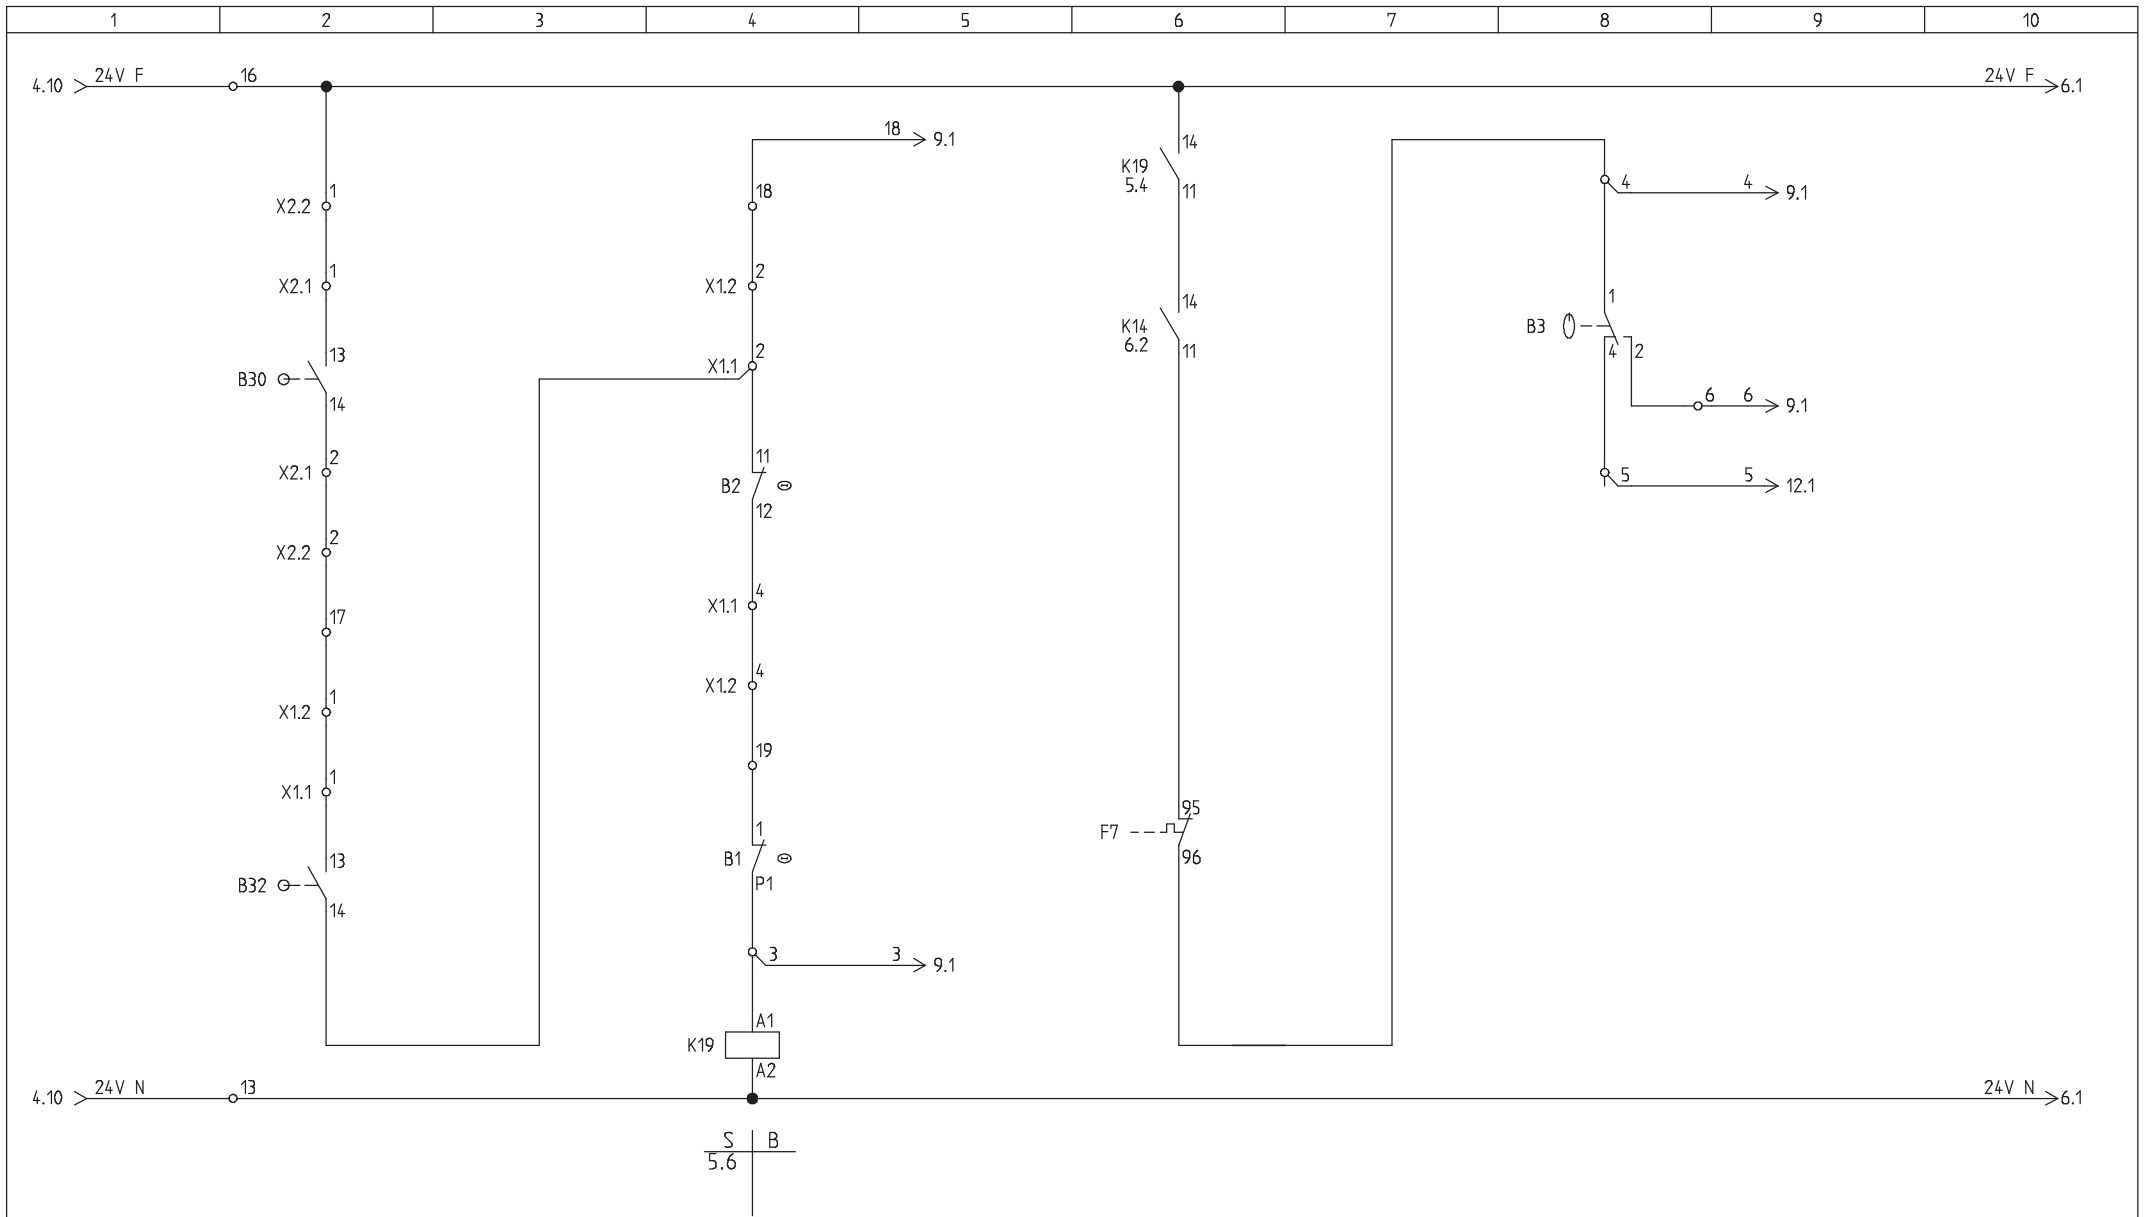 1 2 3 4 5 6 7 8 9 10
4.10 24V F 16 24V F 6.1
1
X2.2
1
X2.1
13
B30
14
2
X2.1
2
X2.2
17
1
X1.2
1
X1.1
13
B32
14
18 9.1
18
2
X1.2
2
X1.1
11
B2
12
4
X1.1
4
X1.2
19
1
B1
P1
3 3 9.1
A1
K19
A2
14
K19
5.4
11
14
K14
6.2
11
95
F7
96
4 4 9.1
1
B3
4 2
6 6 9.1
5 5 12.1
4.10 24V N 13 24V N 6.1
S B
5.6